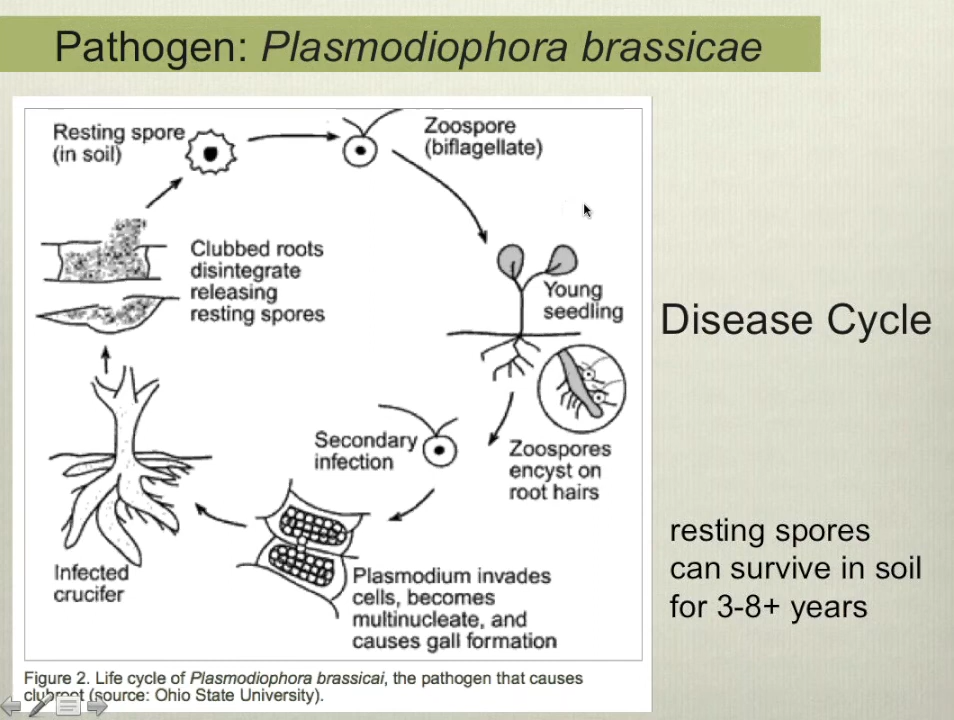 Pathogen: Plasmodiophora brassicae
Resting spore
(in soil)
Zoospore
(biflagellate)
Clubbed roots
disintegrate
releasing
resting spores
Young
seedling
Disease Cycle
Secondary
infection
Zoospores
encyst on
root hairs
Infected
crucifer
Plasmodium invades
cells, becomes
multinucleate, and
causes gall formation
resting spores
can survive in soil
for 3-8+ years
Figure 2. Life cycle of Plasmodiophora brassicai, the pathogen that causes
clubroot (source: Ohio State University).